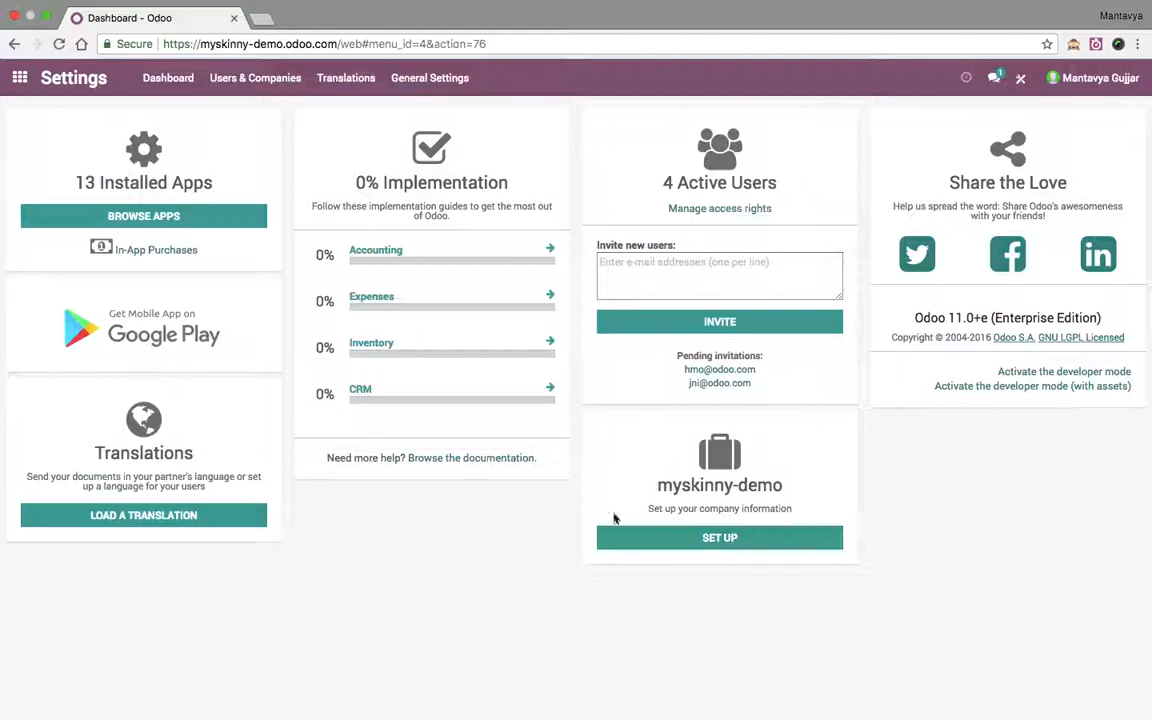 Dashboard - Odoo
Mantavya
Secure
https://myskinny-demo.odoo.com/web#menu_id=4&action=76
Settings
Dashboard
Users & Companies
Translations
General Settings
1
Mantavya Gujjar
13 Installed Apps
BROWSE APPS
In-App Purchases
Get Mobile App on
Google Play
Translations
Send your documents in your partner's language or set
up a language for your users
LOAD A TRANSLATION
0% Implementation
Follow these implementation guides to get the most out
of Odoo.
0% Accounting
0% Expenses
0% Inventory
0% CRM
Need more help? Browse the documentation.
4 Active Users
Manage access rights
Invite new users:
Enter e-mail addresses (one per line)
INVITE
Pending invitations:
hmo@odoo.com
jni@odoo.com
myskinny-demo
Set up your company information
SET UP
Share the Love
Help us spread the word: Share Odoo's awesomeness
with your friends!
Odoo 11.0+e (Enterprise Edition)
Copyright © 2004-2016 Odoo S.A. GNU LGPL Licensed
Activate the developer mode
Activate the developer mode (with assets)